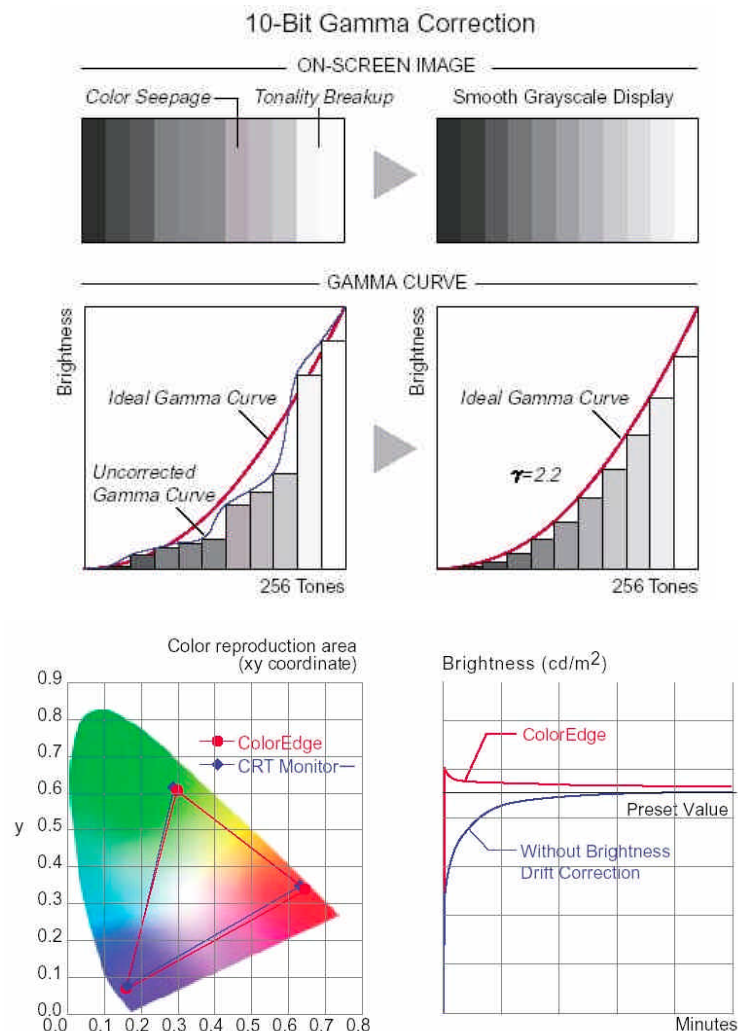 10-Bit Gamma Correction
ON-SCREEN IMAGE
Color Seepage
Tonality Breakup
Smooth Grayscale Display
GAMMA CURVE
Brightness
Ideal Gamma Curve
Uncorrected
Gamma Curve
256 Tones
Brightness
Ideal Gamma Curve
γ=2.2
256 Tones
Color reproduction area
(xy coordinate)
0.9
0.8
0.7
0.6
0.5
0.4
0.3
0.2
0.1
0.0
y
ColorEdge
CRT Monitor
0.0 0.1 0.2 0.3 0.4 0.5 0.6 0.7 0.8
Brightness (cd/m²)
ColorEdge
Preset Value
Without Brightness
Drift Correction
Minutes